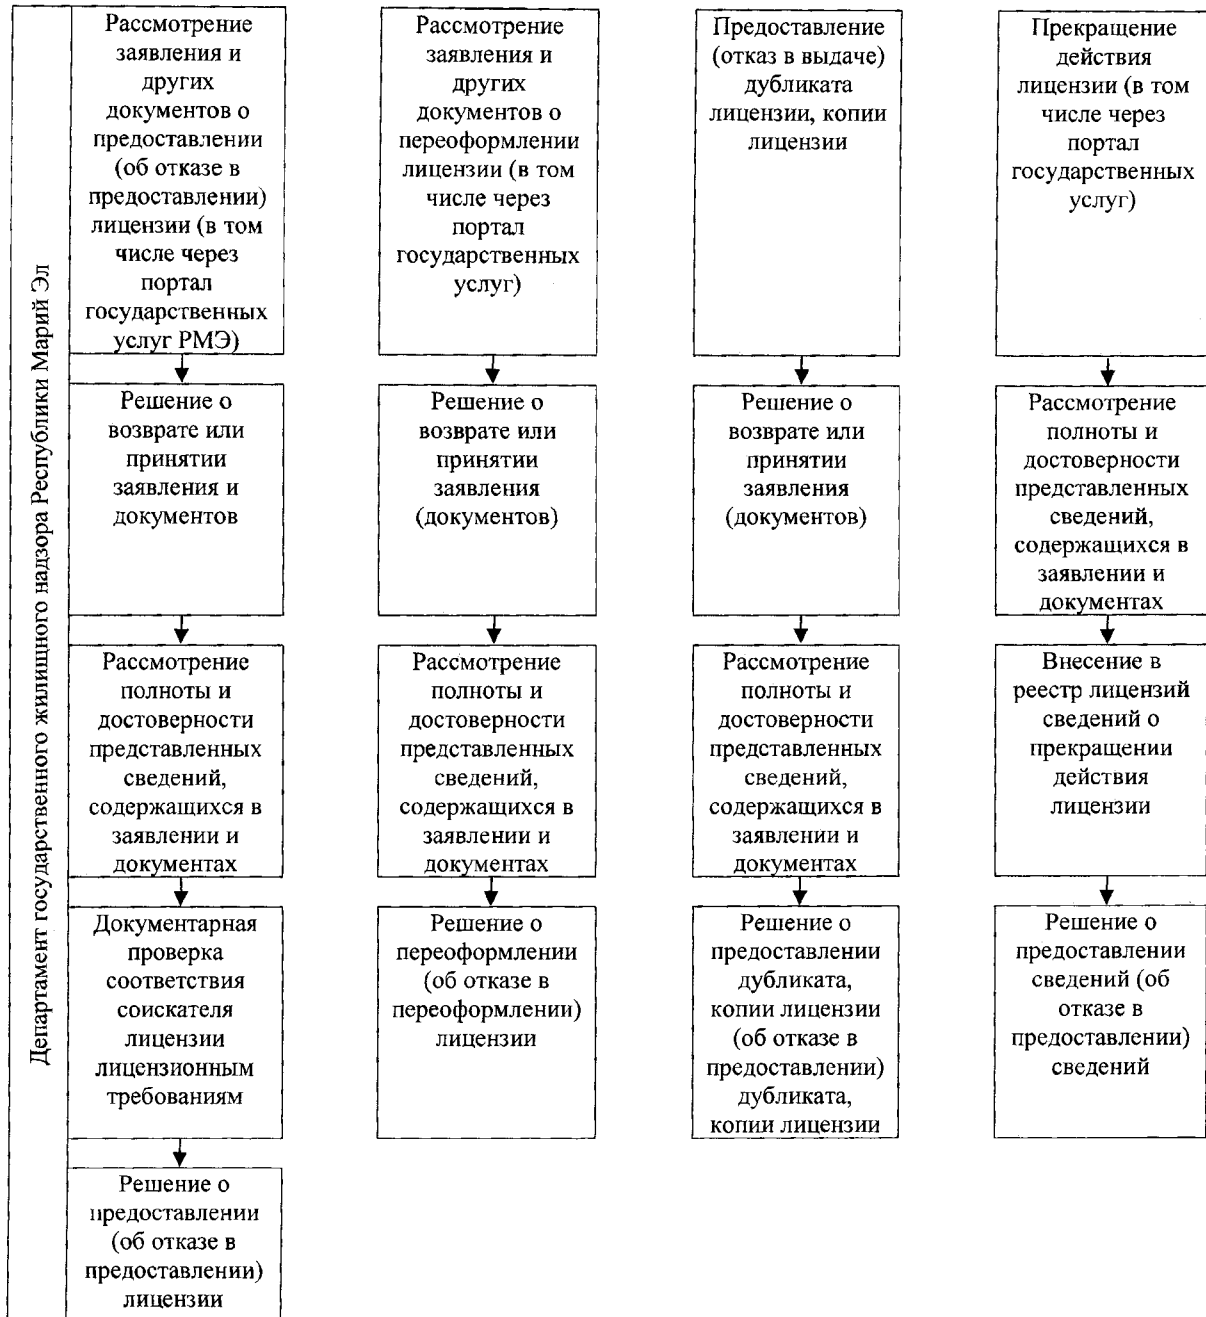 Департамент государственного жилищного надзора Республики Марий Эл
Рассмотрение
заявления и
других
документов о
предоставлении
(об отказе в
предоставлении)
лицензии (в том
числе через
портал
государственных
услуг РМЭ)
Решение о
возврате или
принятии
заявления и
документов
Рассмотрение
полноты и
достоверности
представленных
сведений,
содержащихся в
заявлении и
документах
Документарная
проверка
соответствия
соискателя
лицензии
лицензионным
требованиям
Решение о
предоставлении
(об отказе в
предоставлении)
лицензии
Рассмотрение
заявления и
других
документов о
переоформлении
лицензии (в том
числе через
портал
государственных
услуг)
Решение о
возврате или
принятии
заявления
(документов)
Рассмотрение
полноты и
достоверности
представленных
сведений,
содержащихся в
заявлении и
документах
Решение о
переоформлении
(об отказе в
переоформлении)
лицензии
Предоставление
(отказ в выдаче)
дубликата
лицензии, копии
лицензии
Решение о
возврате или
принятии
заявления
(документов)
Рассмотрение
полноты и
достоверности
представленных
сведений,
содержащихся в
заявлении и
документах
Решение о
предоставлении
дубликата,
копии лицензии
(об отказе в
предоставлении)
дубликата,
копии лицензии
Прекращение
действия
лицензии (в том
числе через
портал
государственных
услуг)
Рассмотрение
полноты и
достоверности
представленных
сведений,
содержащихся в
заявлении и
документах
Внесение в
реестр лицензий
сведений о
прекращении
действия
лицензии
Решение о
предоставлении
сведений (об
отказе в
предоставлении)
сведений